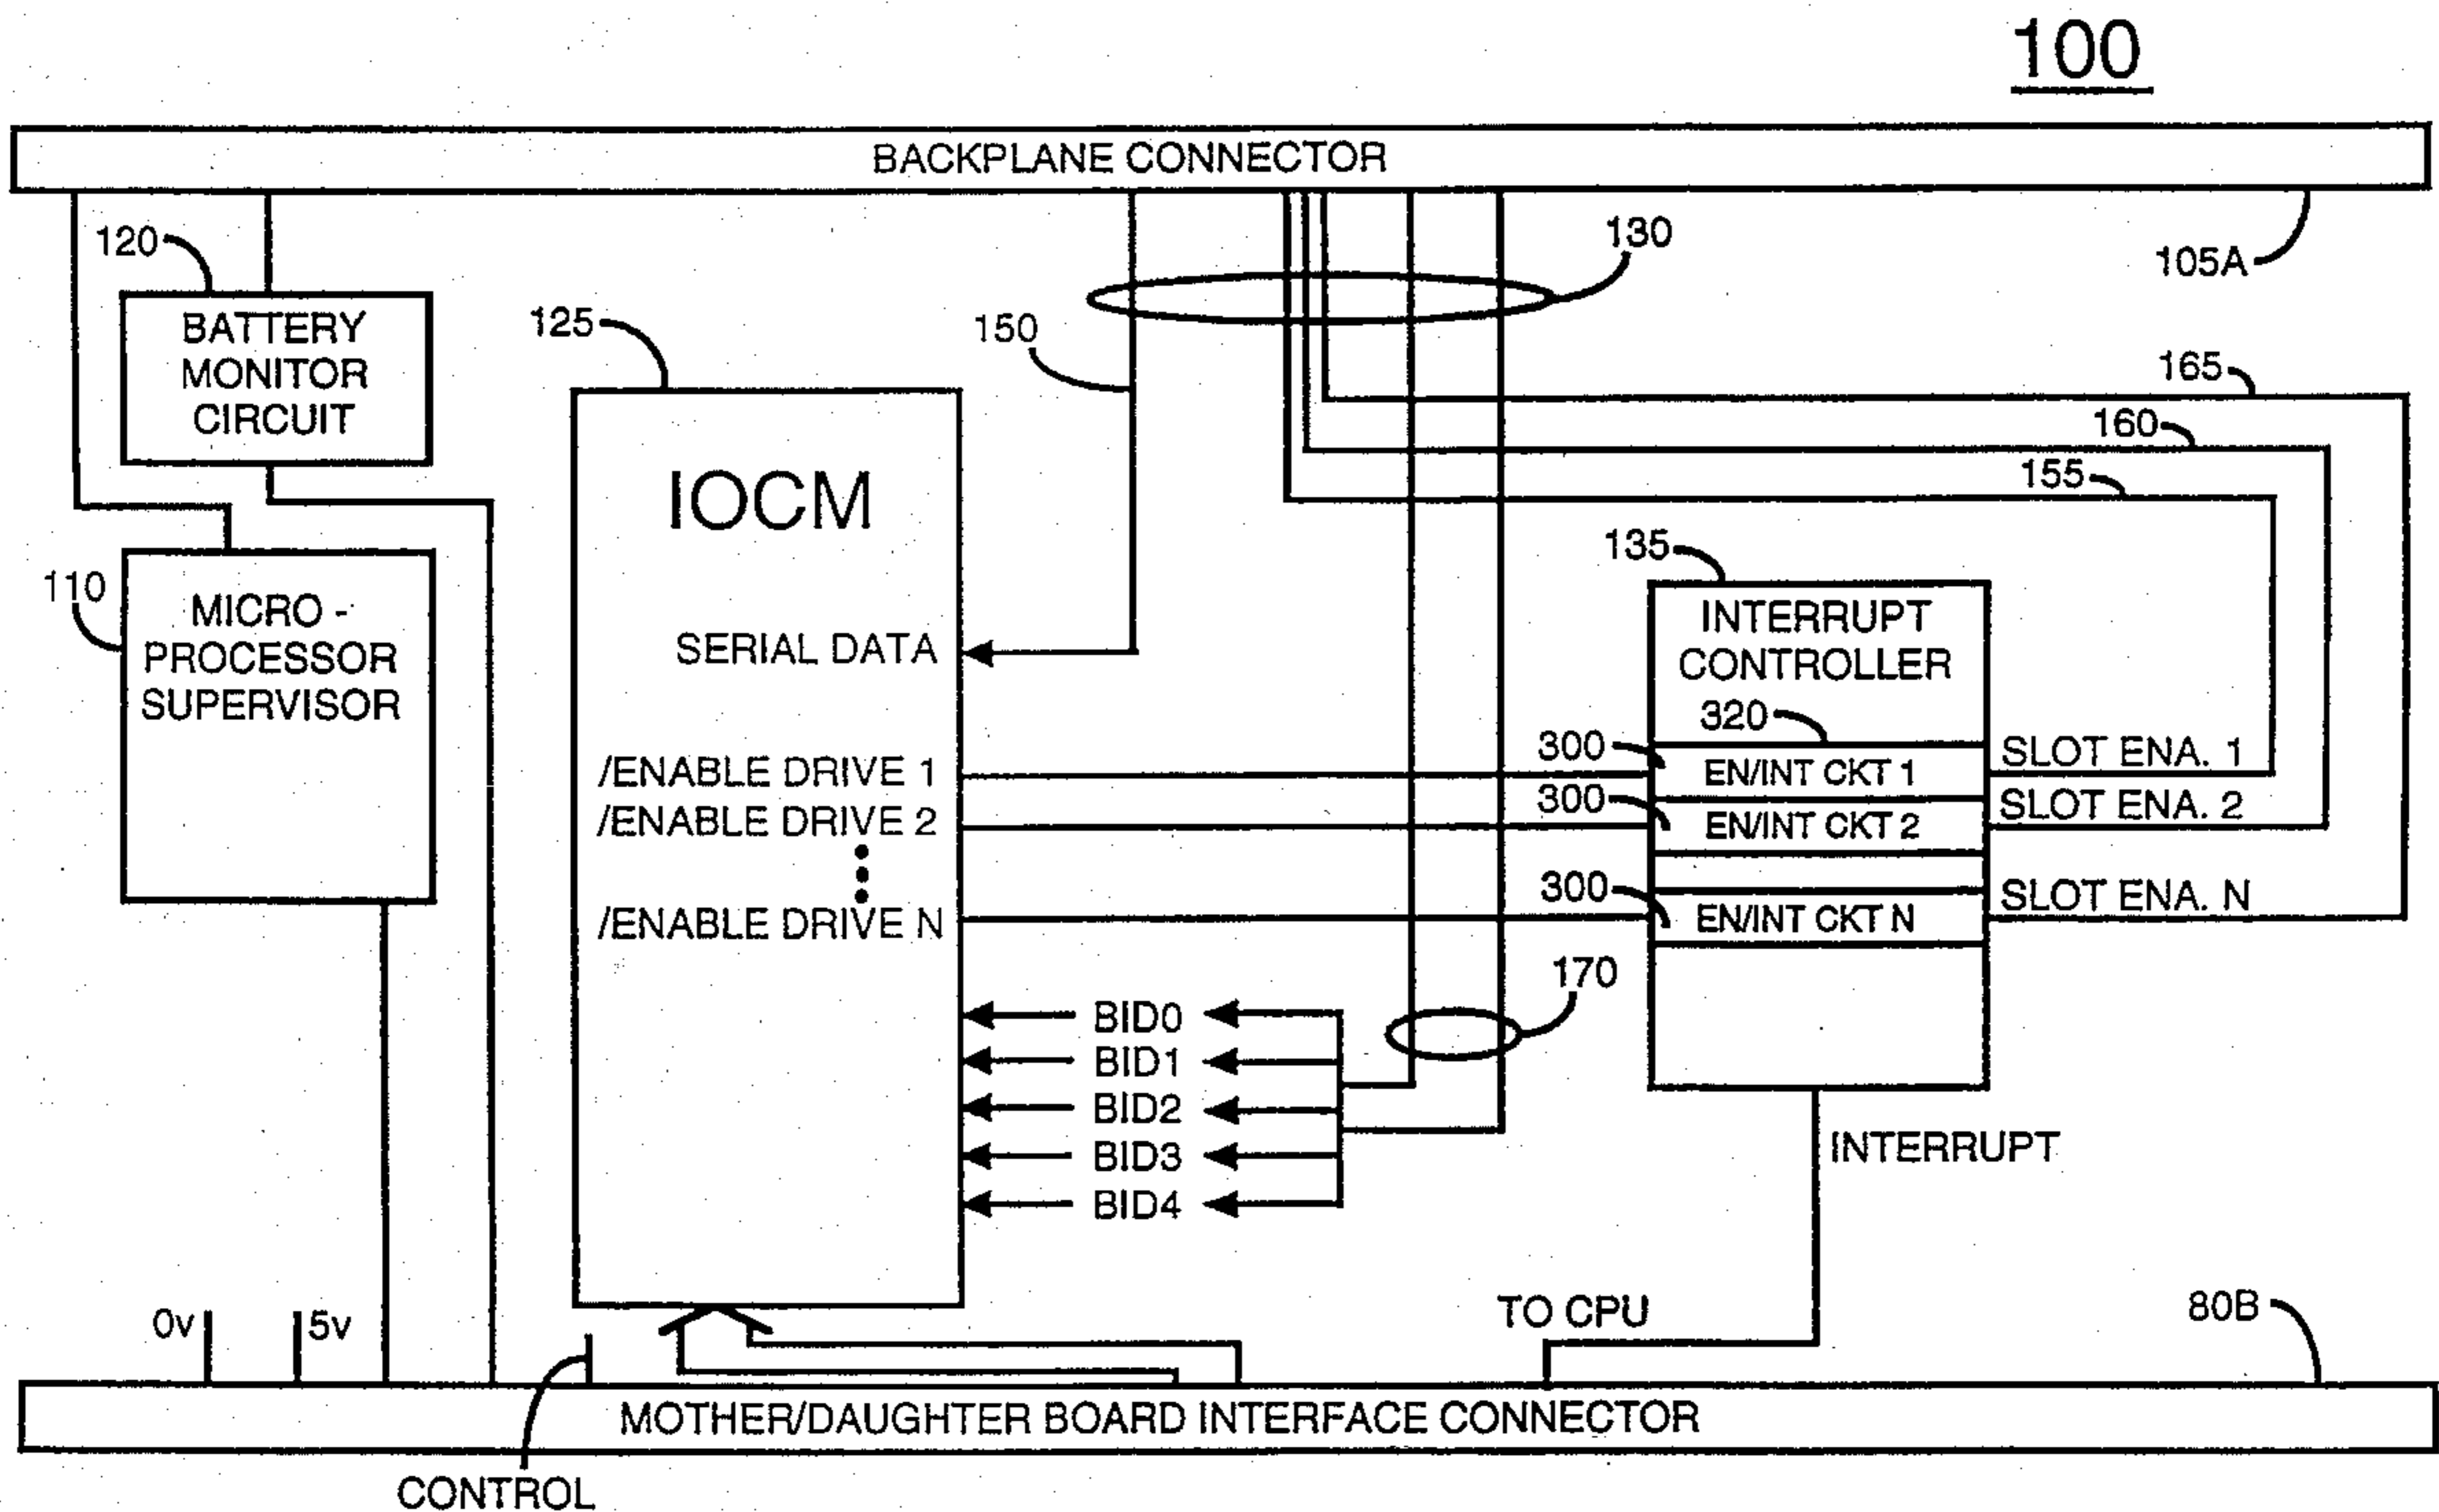 100
BACKPLANE CONNECTOR
105A
120
BATTERY
MONITOR
CIRCUIT
125
150
130
165
160
155
IOCM
SERIAL DATA
/ENABLE DRIVE 1
/ENABLE DRIVE 2
/ENABLE DRIVE N
110
MICRO -
PROCESSOR
SUPERVISOR
135
INTERRUPT
CONTROLLER
320
300
EN/INT CKT 1
SLOT ENA. 1
300
EN/INT CKT 2
SLOT ENA. 2
300
EN/INT CKT N
SLOT ENA. N
170
BID0
BID1
BID2
BID3
BID4
INTERRUPT
TO CPU
0v
5v
80B
MOTHER/DAUGHTER BOARD INTERFACE CONNECTOR
CONTROL